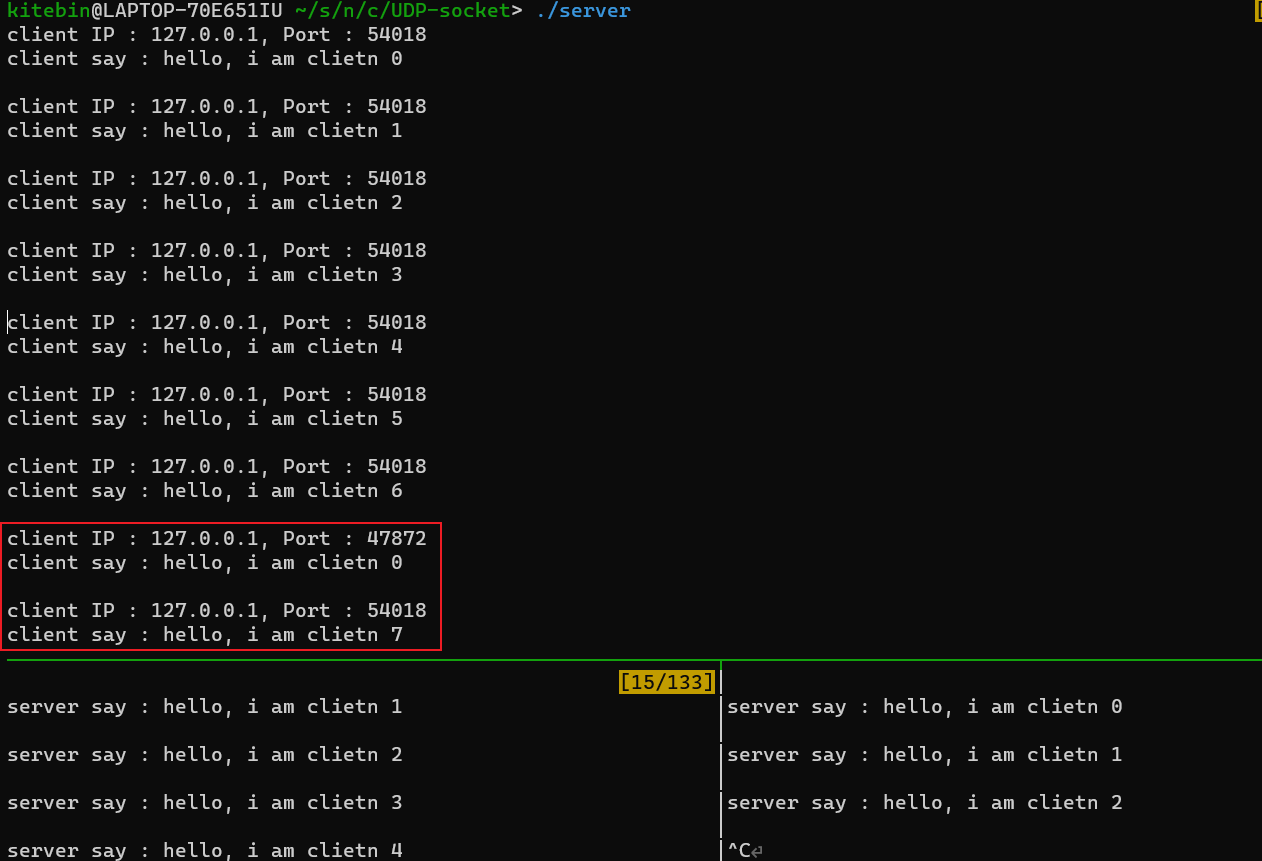 kitebin@LAPTOP-70E651IU ~/s/n/c/UDP-socket> ./server
client IP : 127.0.0.1, Port : 54018
client say : hello, i am clietn 0
client IP : 127.0.0.1, Port : 54018
client say : hello, i am clietn 1
client IP : 127.0.0.1, Port : 54018
client say : hello, i am clietn 2
client IP : 127.0.0.1, Port : 54018
client say : hello, i am clietn 3
client IP : 127.0.0.1, Port : 54018
client say : hello, i am clietn 4
client IP : 127.0.0.1, Port : 54018
client say : hello, i am clietn 5
client IP : 127.0.0.1, Port : 54018
client say : hello, i am clietn 6
client IP : 127.0.0.1, Port : 47872
client say : hello, i am clietn 0
client IP : 127.0.0.1, Port : 54018
client say : hello, i am clietn 7
[15/133]
server say : hello, i am clietn 1
server say : hello, i am clietn 2
server say : hello, i am clietn 3
server say : hello, i am clietn 4
server say : hello, i am clietn 0
server say : hello, i am clietn 1
server say : hello, i am clietn 2
^C⏎